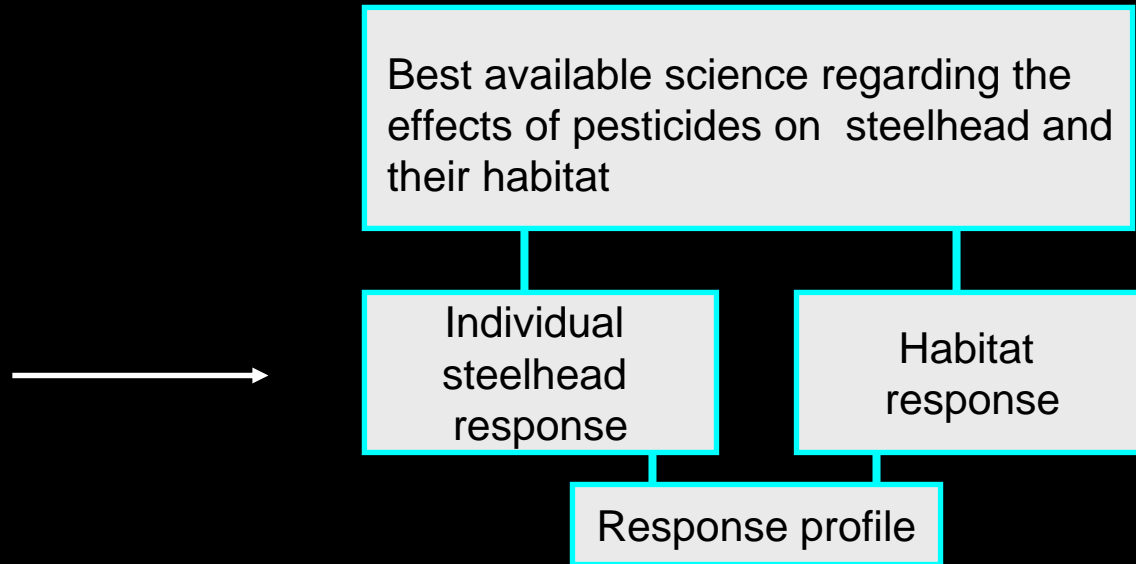 Best available science regarding the
effects of pesticides on steelhead and
their habitat
Individual
steelhead
response
Habitat
response
Response profile